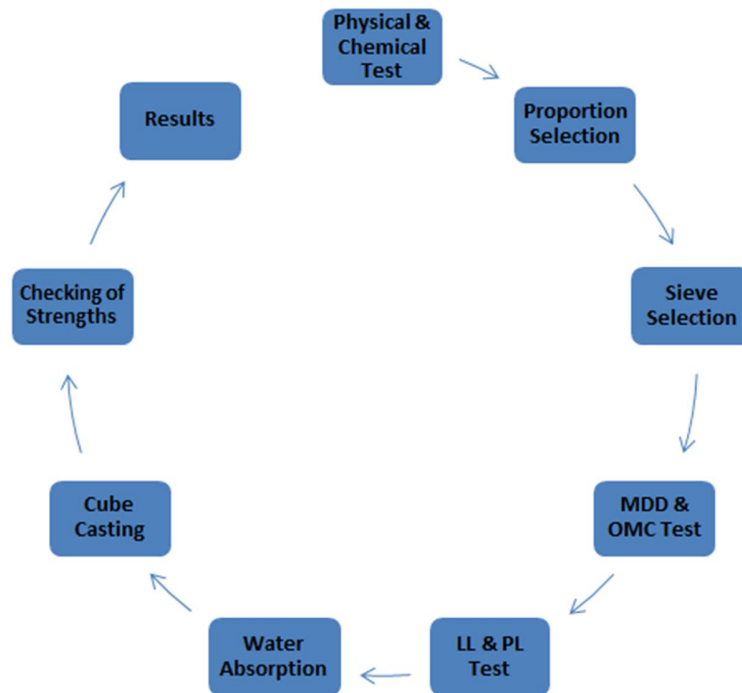 Physical &
Chemical
Test
Proportion
Selection
Sieve
Selection
MDD &
OMC Test
LL & PL
Test
Water
Absorption
Cube
Casting
Checking of
Strengths
Results